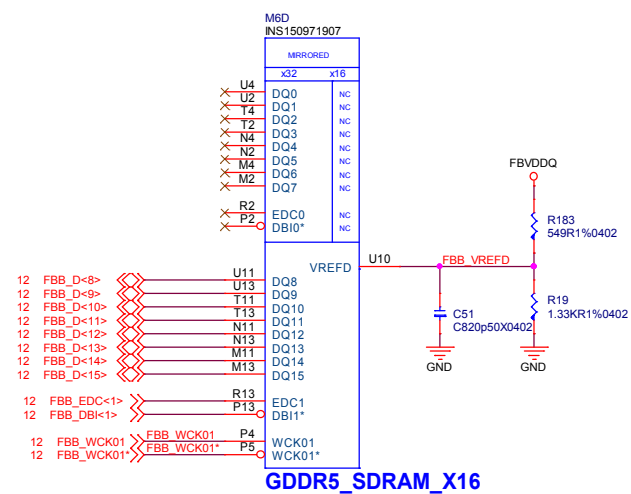 M6D
INS150971907
MIRRORED
x32 x16
U4 DQ0 NC
U2 DQ1 NC
T4 DQ2 NC
T2 DQ3 NC
N4 DQ4 NC
N2 DQ5 NC
M4 DQ6 NC
M2 DQ7 NC
R2 EDC0 NC
P2 DBI0* NC
FBVDDQ
R183
549R1%0402
VREFD U10 FBB_VREFD
12 FBB_D<8> U11 DQ8
12 FBB_D<9> U13 DQ9
12 FBB_D<10> T11 DQ10
12 FBB_D<11> T13 DQ11
12 FBB_D<12> N11 DQ12
12 FBB_D<13> N13 DQ13
12 FBB_D<14> M11 DQ14
12 FBB_D<15> M13 DQ15
R19
1.33KR1%0402
C51
C820p50X0402
GND GND
12 FBB_EDC<1> R13 EDC1
12 FBB_DBI<1> P13 DBI1*
12 FBB_WCK01 FBB_WCK01 P4 WCK01
12 FBB_WCK01* FBB_WCK01* P5 WCK01*
GDDR5_SDRAM_X16